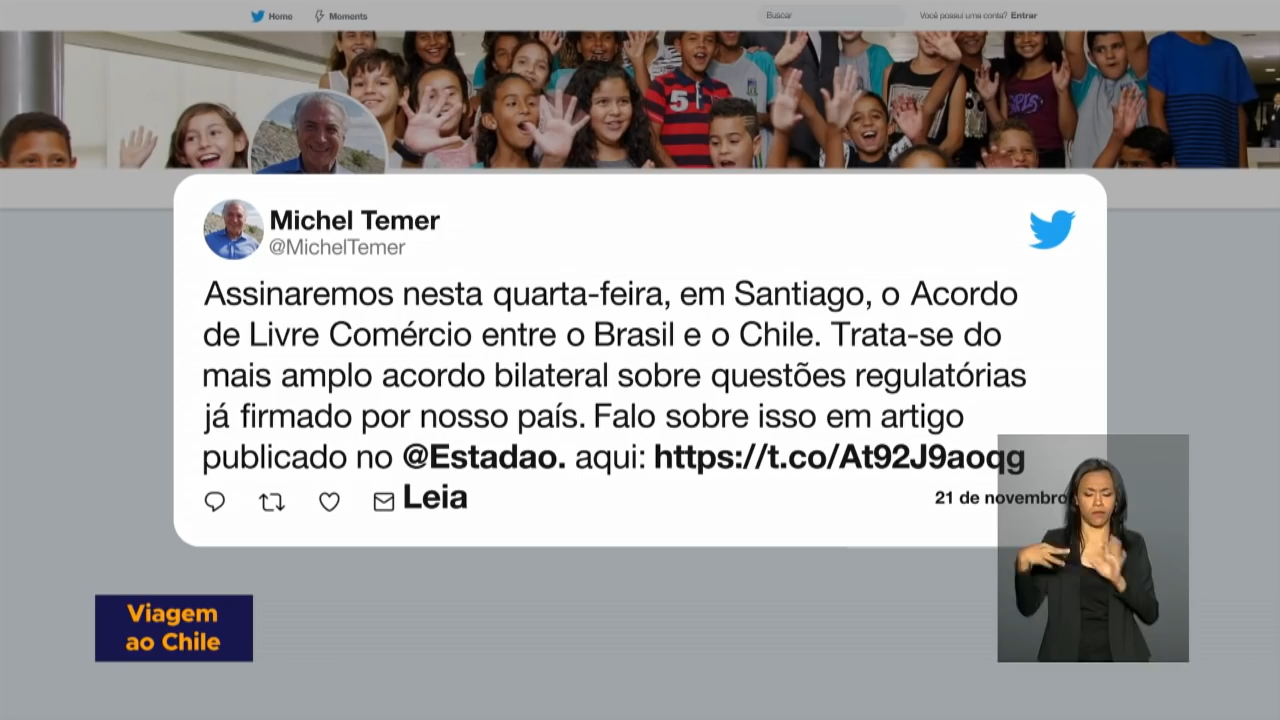 Home Moments Buscar Você possui uma conta? Entrar
5
Michel Temer
@MichelTemer
Assinaremos nesta quarta-feira, em Santiago, o Acordo
de Livre Comércio entre o Brasil e o Chile. Trata-se do
mais amplo acordo bilateral sobre questões regulatórias
já firmado por nosso país. Falo sobre isso em artigo
publicado no @Estadao. aqui: https://t.co/At92J9aoqg
Leia 21 de novembro
Viagem
ao Chile